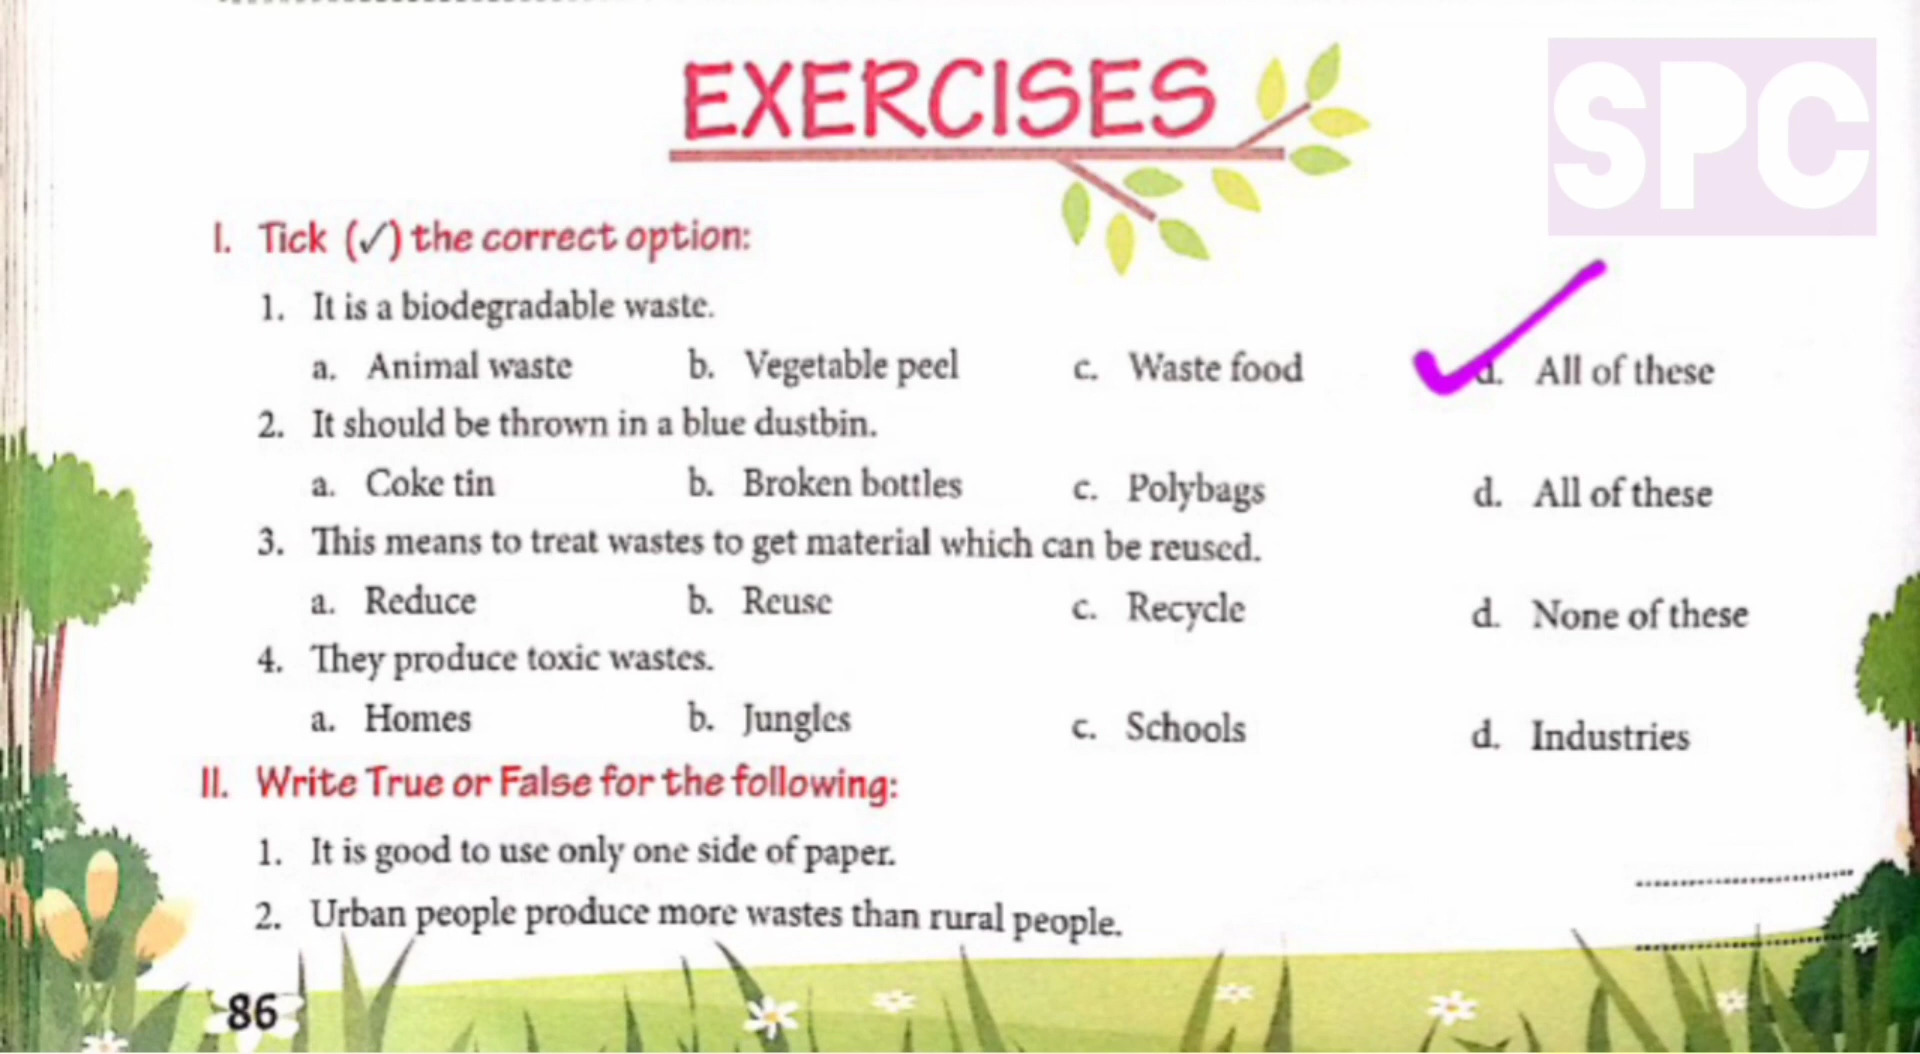 EXERCISES
SPC
I. Tick (✓) the correct option:
1. It is a biodegradable waste.
a. Animal waste b. Vegetable peel c. Waste food d. All of these
2. It should be thrown in a blue dustbin.
a. Coke tin b. Broken bottles c. Polybags d. All of these
3. This means to treat wastes to get material which can be reused.
a. Reduce b. Reuse c. Recycle d. None of these
4. They produce toxic wastes.
a. Homes b. Jungles c. Schools d. Industries
II. Write True or False for the following:
1. It is good to use only one side of paper. ....................
2. Urban people produce more wastes than rural people. ....................
86